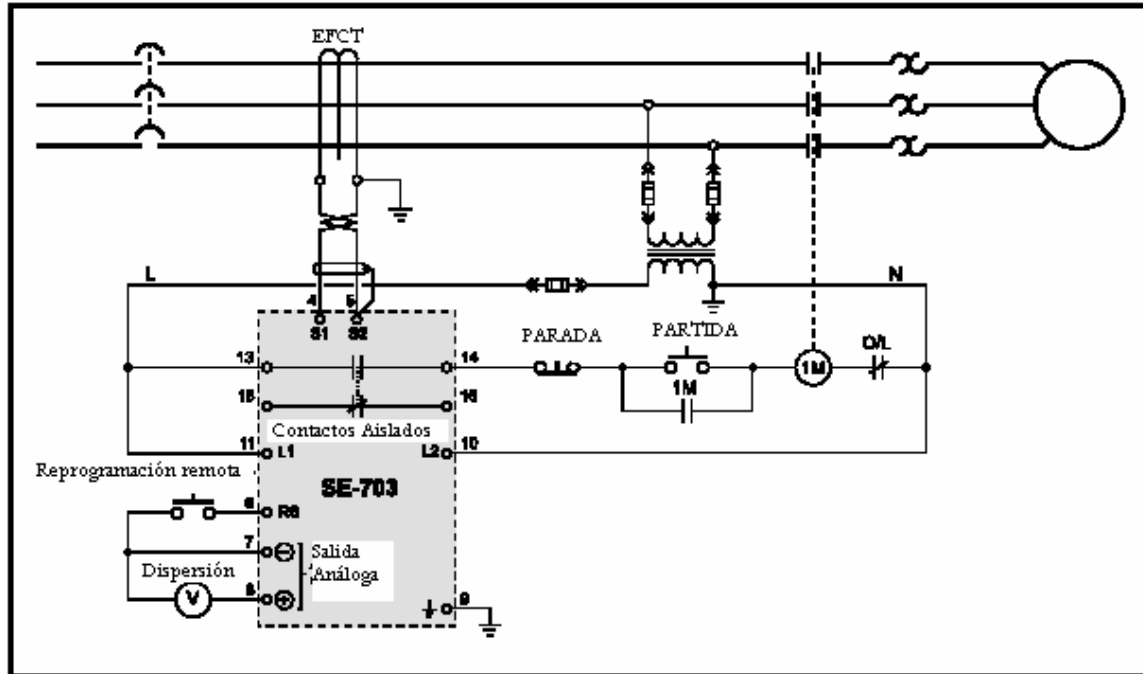 EFCT
L
N
4
5
S1
S2
PARADA
PARTIDA
O/L
13
14
1M
1M
15
16
Contactos Aislados
11
L1
L2
10
Reprogramación remota
SE-703
6
RS
7
Salida
Análoga
Dispersión
V
8
9